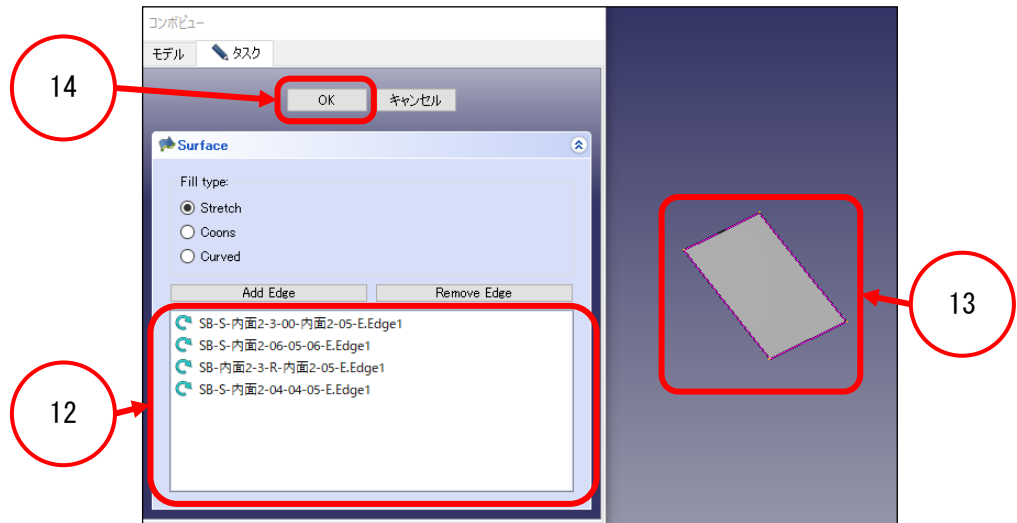 コンボビュー
モデル
タスク
14
OK
キャンセル
Surface
Fill type:
Stretch
Coons
Curved
Add Edge
Remove Edge
13
SB-S-内面2-3-00-内面2-05-E.Edge1
SB-S-内面2-06-05-06-E.Edge1
SB-内面2-3-R-内面2-05-E.Edge1
SB-S-内面2-04-04-05-E.Edge1
12